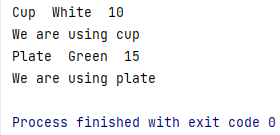 Cup  White  10
We are using cup
Plate  Green  15
We are using plate
Process finished with exit code 0